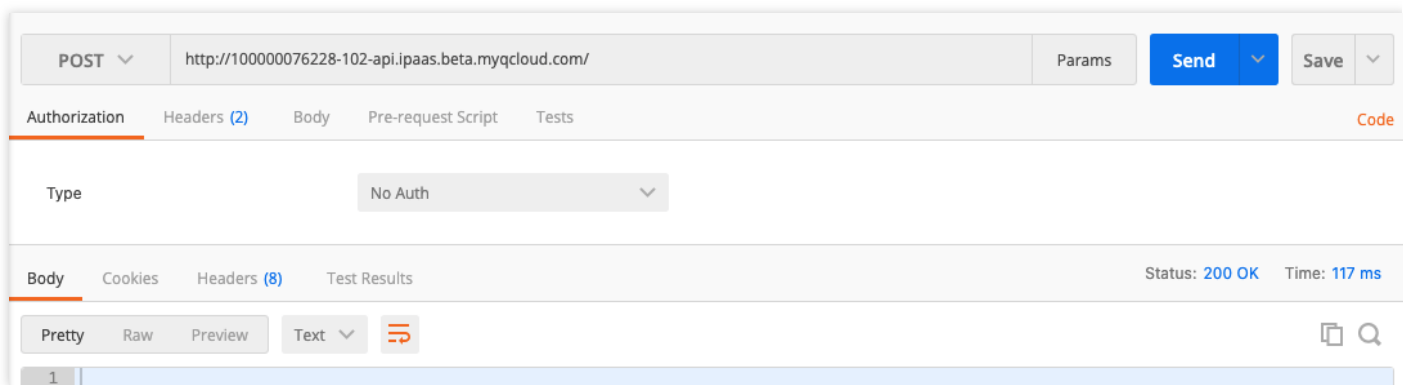 POST http://100000076228-102-api.ipaas.beta.myqcloud.com/ Params Send Save
Authorization Headers (2) Body Pre-request Script Tests Code
Type No Auth
Body Cookies Headers (8) Test Results Status: 200 OK Time: 117 ms
Pretty Raw Preview Text
1